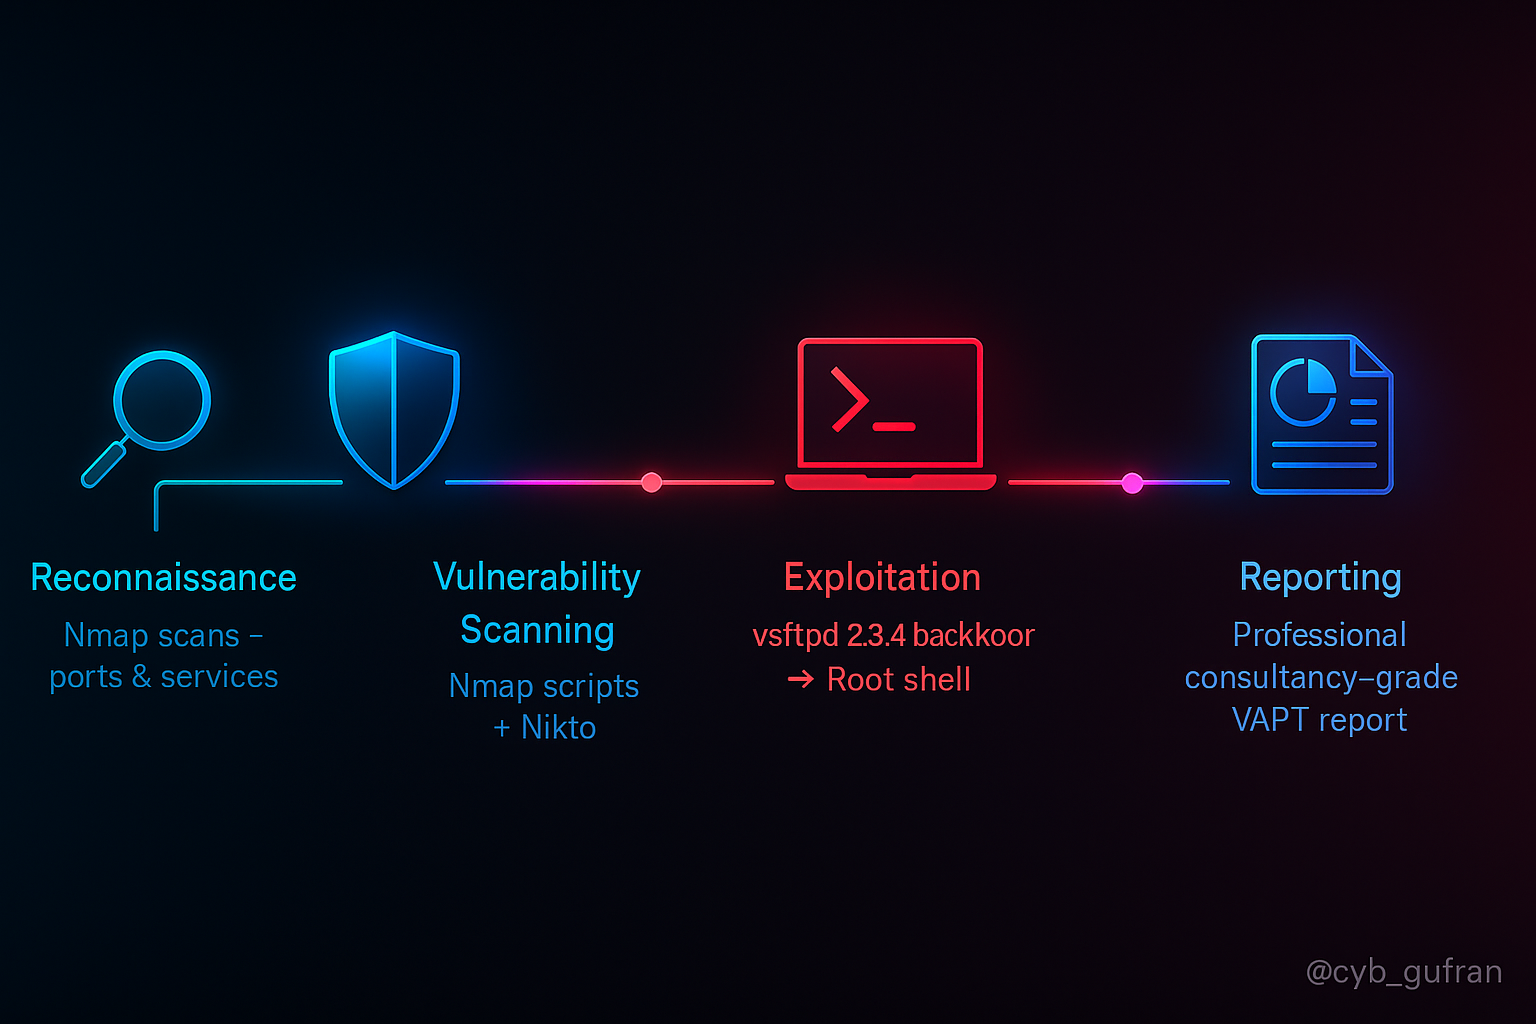 Reconnaissance
Nmap scans –
ports & services
Vulnerability
Scanning
Nmap scripts
+ Nikto
>_
Exploitation
vsftpd 2.3.4 backkoor
→ Root shell
Reporting
Professional
consultancy–grade
VAPT report
@cyb_gufran